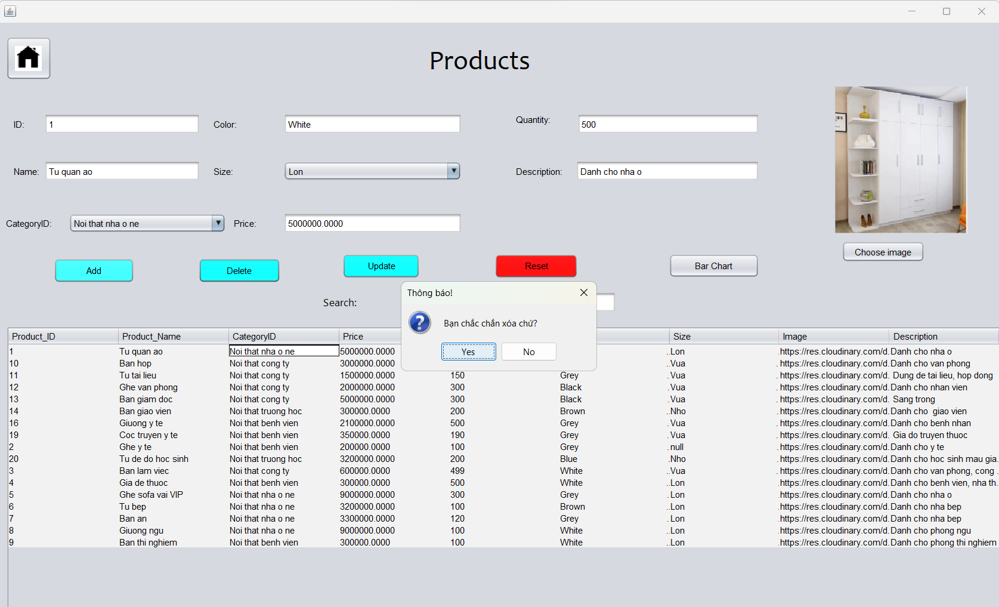 Products
ID: 1 Color: White Quantity: 500
Name: Tu quan ao Size: Lon Description: Danh cho nha o
CategoryID: Noi that nha o ne Price: 5000000.0000
Choose image
Add Delete Update Reset Bar Chart
Search:
Thông báo!
Bạn chắc chắn xóa chứ?
Yes No
Product_ID Product_Name CategoryID Price Size Image Description
1 Tu quan ao Noi that nha o ne 5000000.0000 ..Lon .https://res.cloudinary.com/d. Danh cho nha o
10 Ban hop Noi that cong ty 3000000.0000 ..Vua .https://res.cloudinary.com/d. Danh cho van phong
11 Tu tai lieu Noi that cong ty 1500000.0000 150 Grey .Vua .https://res.cloudinary.com/d. Dung de tai lieu, hop dong
12 Ghe van phong Noi that cong ty 2000000.0000 300 Black .Vua .https://res.cloudinary.com/d. Danh cho nhan vien
13 Ban giam doc Noi that cong ty 5000000.0000 300 Black .Vua .https://res.cloudinary.com/d. Sang trong
14 Ban giao vien Noi that truong hoc 300000.0000 200 Brown ..Nho .https://res.cloudinary.com/d. Danh cho  giao vien
16 Giuong y te Noi that benh vien 2100000.0000 500 Grey .Vua .https://res.cloudinary.com/d. Danh cho benh nhan
19 Coc truyen y te Noi that benh vien 350000.0000 190 Grey .Vua .https://res.cloudinary.com/d. Gia do truyen thuoc
2 Ghe y te Noi that benh vien 200000.0000 100 Grey .null .https://res.cloudinary.com/d. Danh cho y te
20 Tu de do hoc sinh Noi that truong hoc 3200000.0000 200 Blue .Nho .https://res.cloudinary.com/d. Danh cho hoc sinh mau gia.
3 Ban lam viec Noi that cong ty 600000.0000 499 White ..Vua .https://res.cloudinary.com/d. Danh cho van phong, cong .
4 Gia de thuoc Noi that benh vien 300000.0000 500 White ..Lon .https://res.cloudinary.com/d. Danh cho benh vien, nha th.
5 Ghe sofa vai VIP Noi that nha o ne 9000000.0000 300 Grey .Lon .https://res.cloudinary.com/d. Danh cho nha o
6 Tu bep Noi that nha o ne 3200000.0000 100 Brown ..Lon .https://res.cloudinary.com/d. Danh cho nha bep
7 Ban an Noi that nha o ne 3300000.0000 120 Grey .Lon .https://res.cloudinary.com/d. Danh cho nha bep
8 Giuong ngu Noi that nha o ne 9000000.0000 100 White ..Lon .https://res.cloudinary.com/d. Danh cho phong ngu
9 Ban thi nghiem Noi that benh vien 300000.0000 100 White ..Lon .https://res.cloudinary.com/d. Danh cho phong thi nghiem